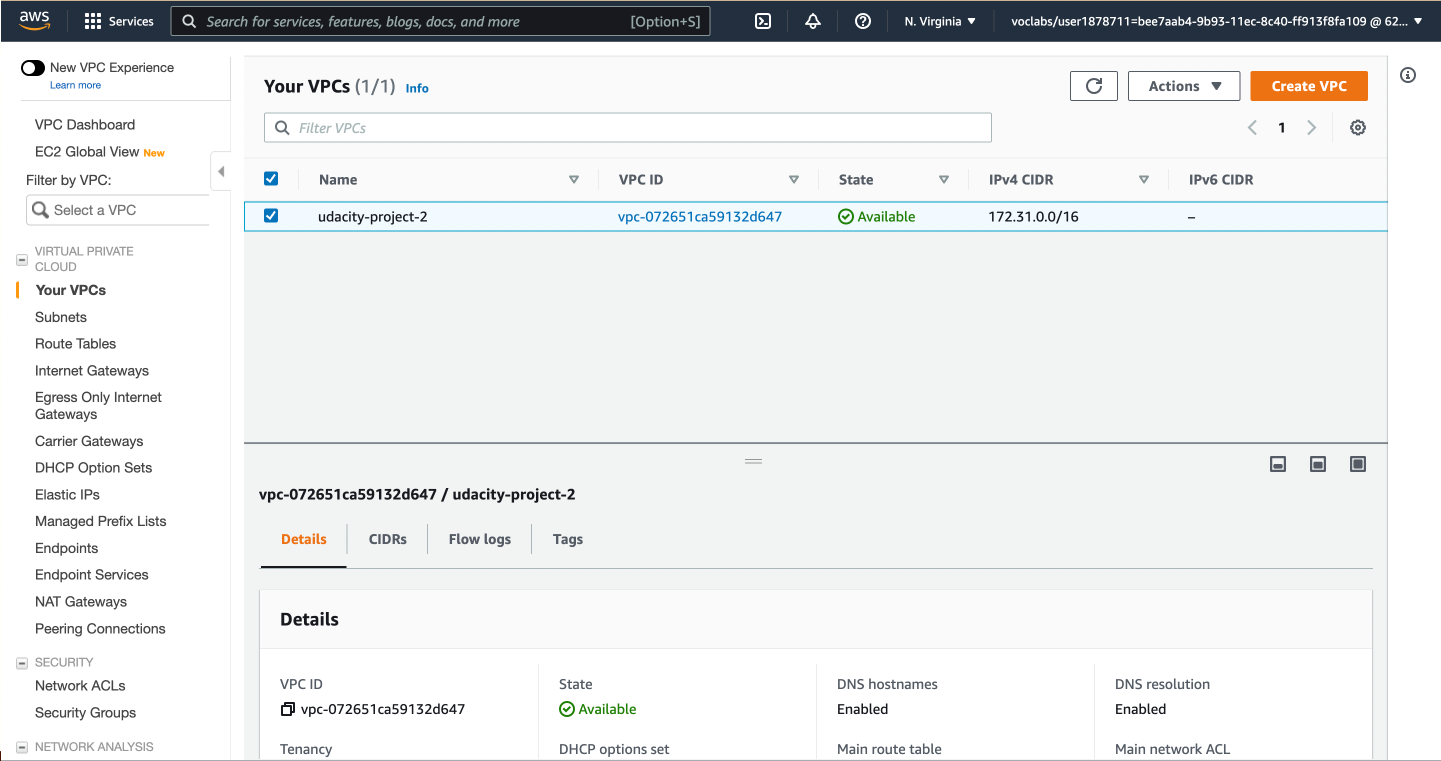 aws Services Search for services, features, blogs, docs, and more [Option+S] N. Virginia voclabs/user1878711=bee7aab4-9b93-11ec-8c40-ff913f8fa109 @ 62...
New VPC Experience
Learn more
VPC Dashboard
EC2 Global View New
Filter by VPC:
Select a VPC
VIRTUAL PRIVATE
CLOUD
Your VPCs
Subnets
Route Tables
Internet Gateways
Egress Only Internet
Gateways
Carrier Gateways
DHCP Option Sets
Elastic IPs
Managed Prefix Lists
Endpoints
Endpoint Services
NAT Gateways
Peering Connections
SECURITY
Network ACLs
Security Groups
NETWORK ANALYSIS
Your VPCs (1/1) Info
Actions
Create VPC
Filter VPCs
1
Name VPC ID State IPv4 CIDR IPv6 CIDR
udacity-project-2 vpc-072651ca59132d647 Available 172.31.0.0/16 –
vpc-072651ca59132d647 / udacity-project-2
Details CIDRs Flow logs Tags
Details
VPC ID State DNS hostnames DNS resolution
vpc-072651ca59132d647 Available Enabled Enabled
Tenancy DHCP options set Main route table Main network ACL